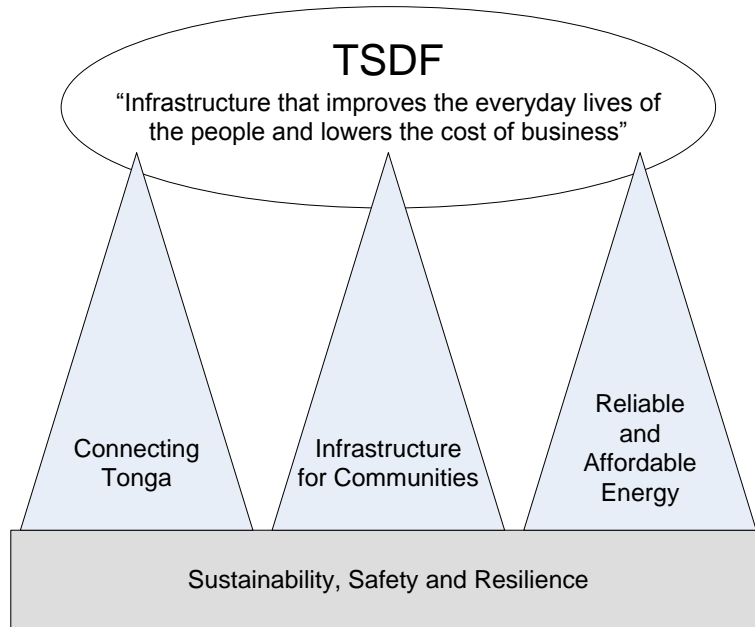 TSDF
“Infrastructure that improves the everyday lives of
the people and lowers the cost of business”
Connecting
Tonga
Infrastructure
for Communities
Reliable
and
Affordable
Energy
Sustainability, Safety and Resilience